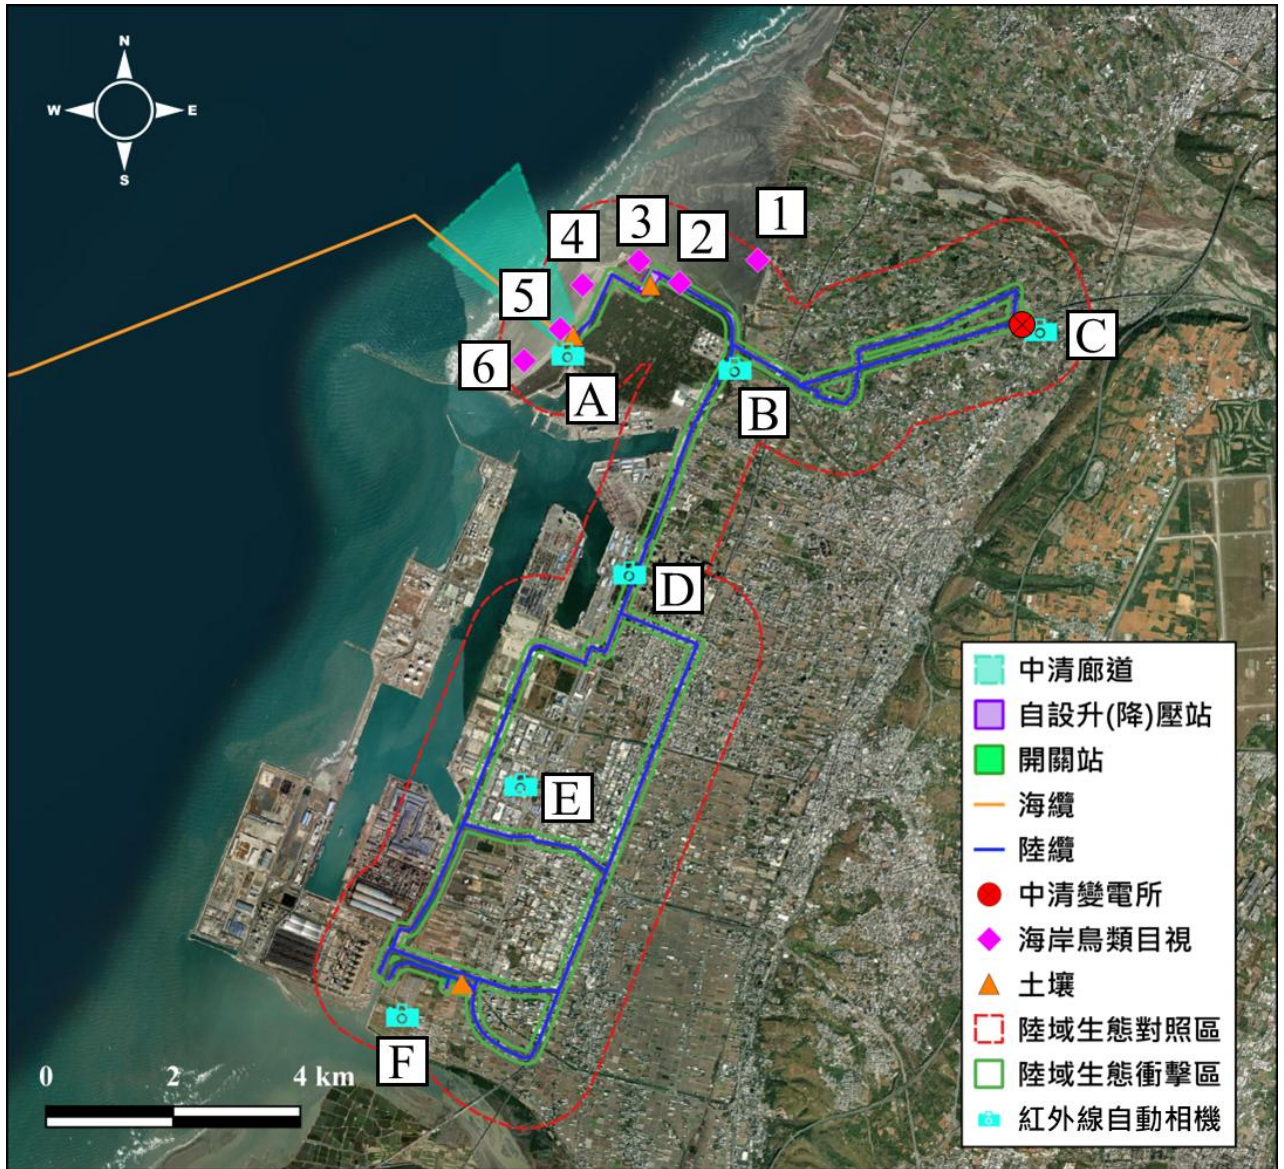 N
W
E
S
1
2
3
4
5
6
A
B
C
D
E
F
中清廊道
自設升(降)壓站
開關站
海纜
陸纜
中清變電所
海岸鳥類目視
土壤
陸域生態對照區
陸域生態衝擊區
紅外線自動相機
0 2 4 km